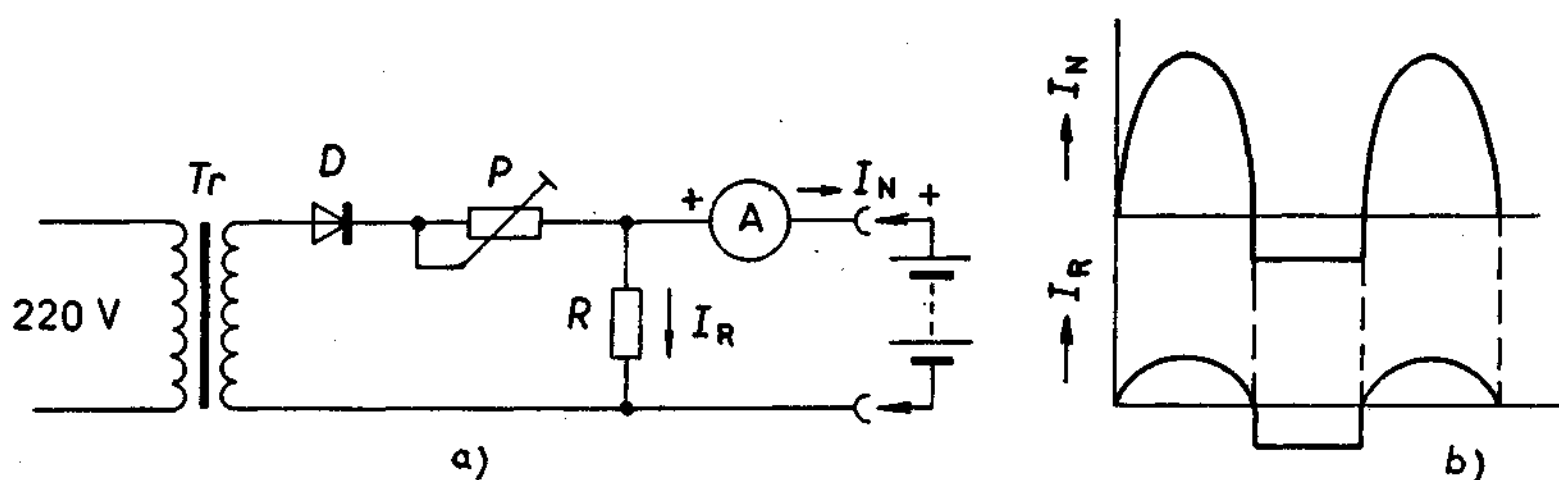 Tr
D
P
+
A
I_N
+
220 V
R
I_R
a)
I_N
I_R
b)